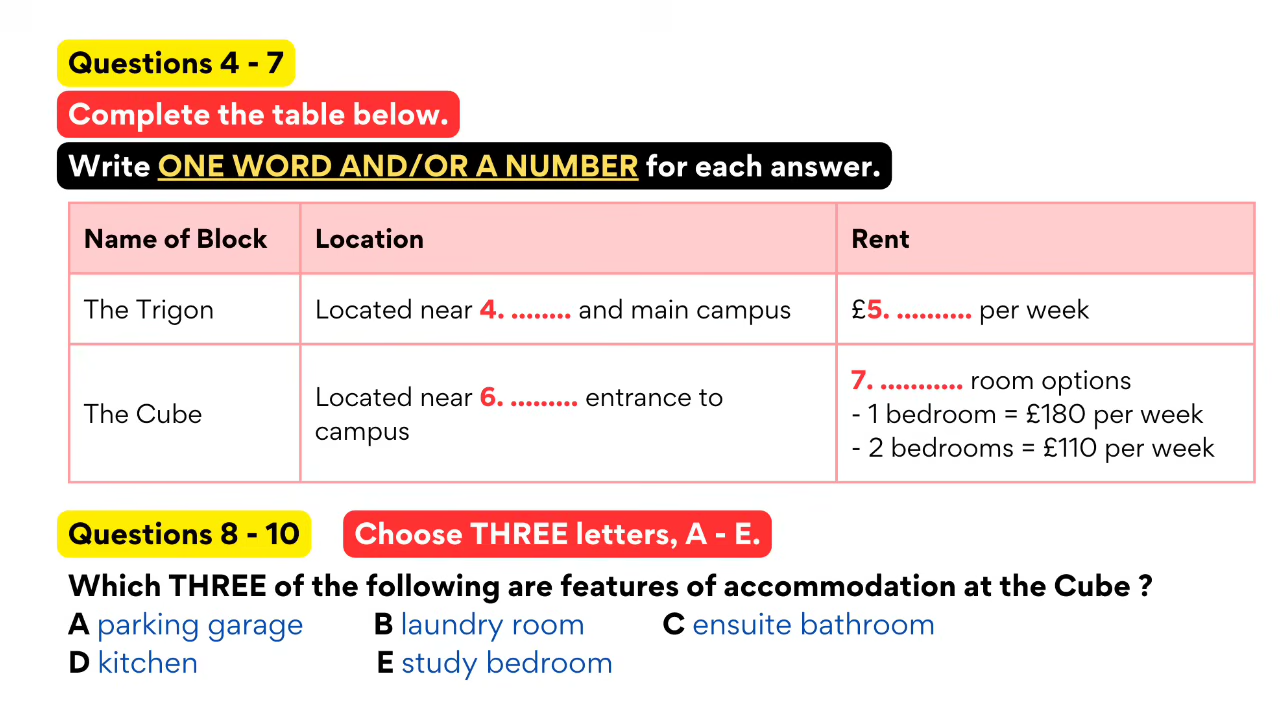 Questions 4 - 7
Complete the table below.
Write ONE WORD AND/OR A NUMBER for each answer.
Name of Block Location Rent
The Trigon Located near 4. ........ and main campus £5. .......... per week
The Cube Located near 6. ......... entrance to
campus
7. ........... room options
- 1 bedroom = £180 per week
- 2 bedrooms = £110 per week
Questions 8 - 10 Choose THREE letters, A - E.
Which THREE of the following are features of accommodation at the Cube ?
A parking garage B laundry room C ensuite bathroom
D kitchen E study bedroom